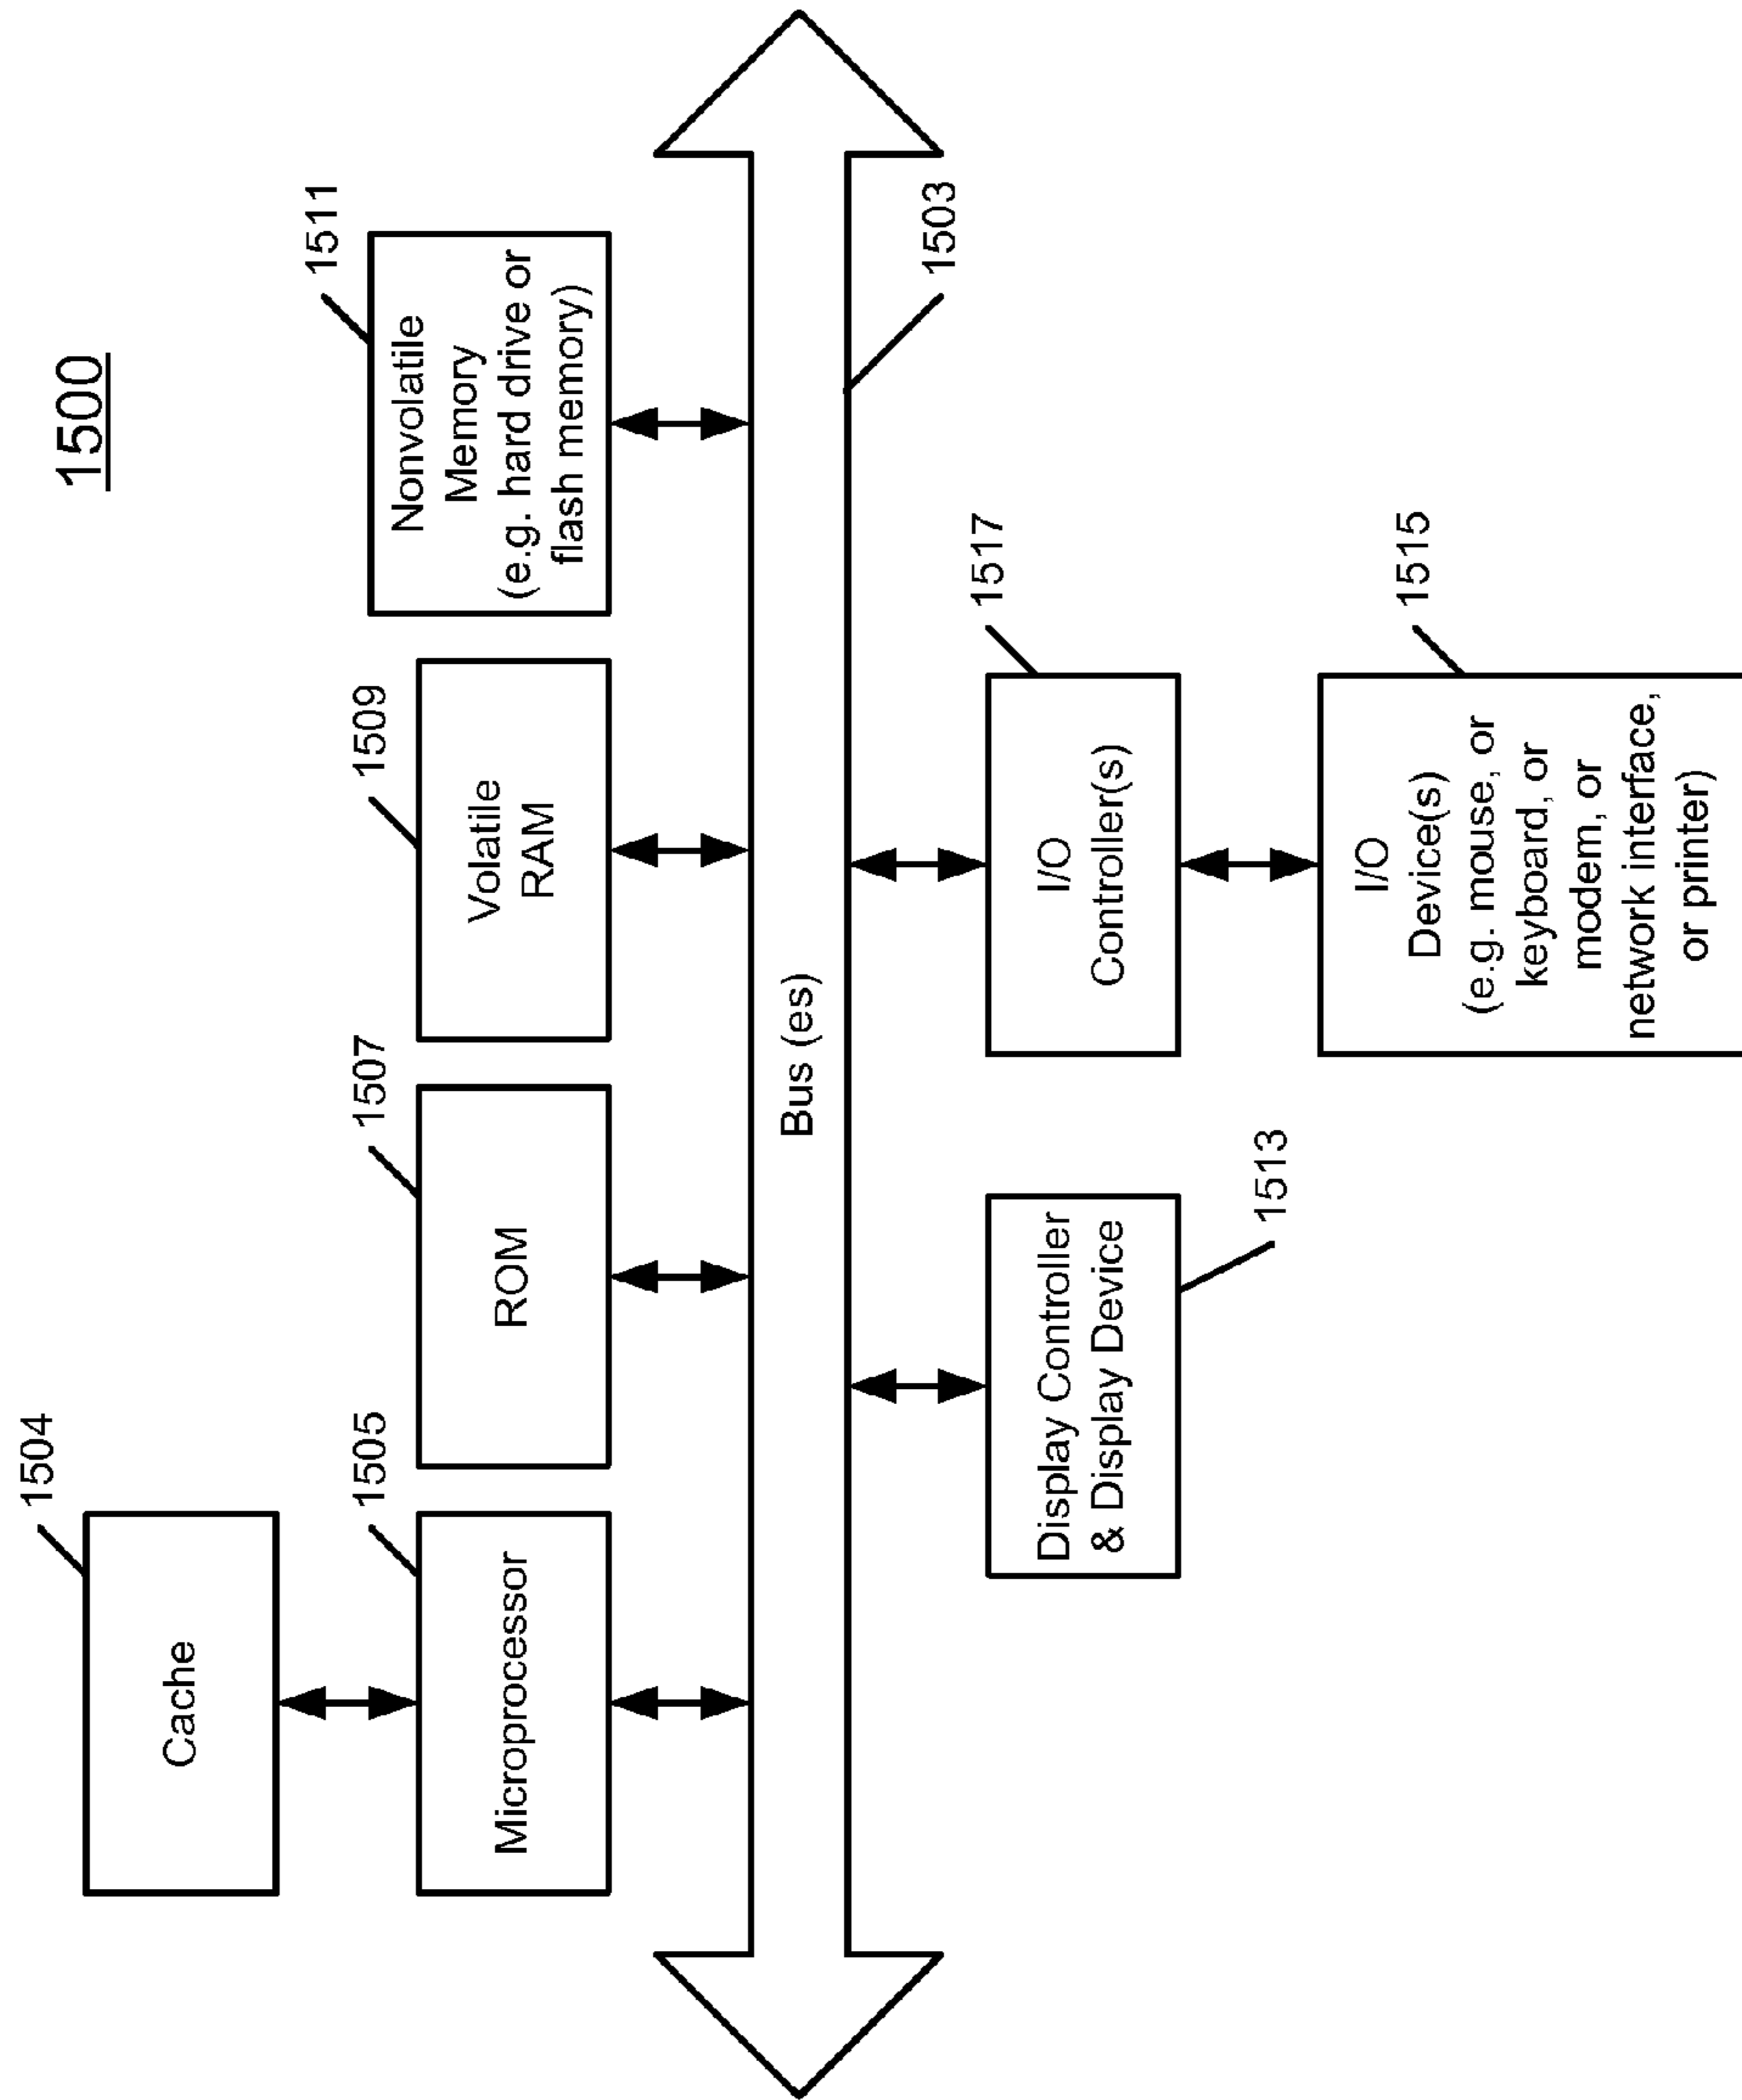 1500
1504
Cache
1505
Microprocessor
1507
ROM
1509
Volatile
RAM
1511
Nonvolatile
Memory
(e.g. hard drive or
flash memory)
Bus (es)
1503
Display Controller
& Display Device
1513
1517
I/O
Controller(s)
1515
I/O
Device(s)
(e.g. mouse, or
keyboard, or
modem, or
network interface,
or printer)